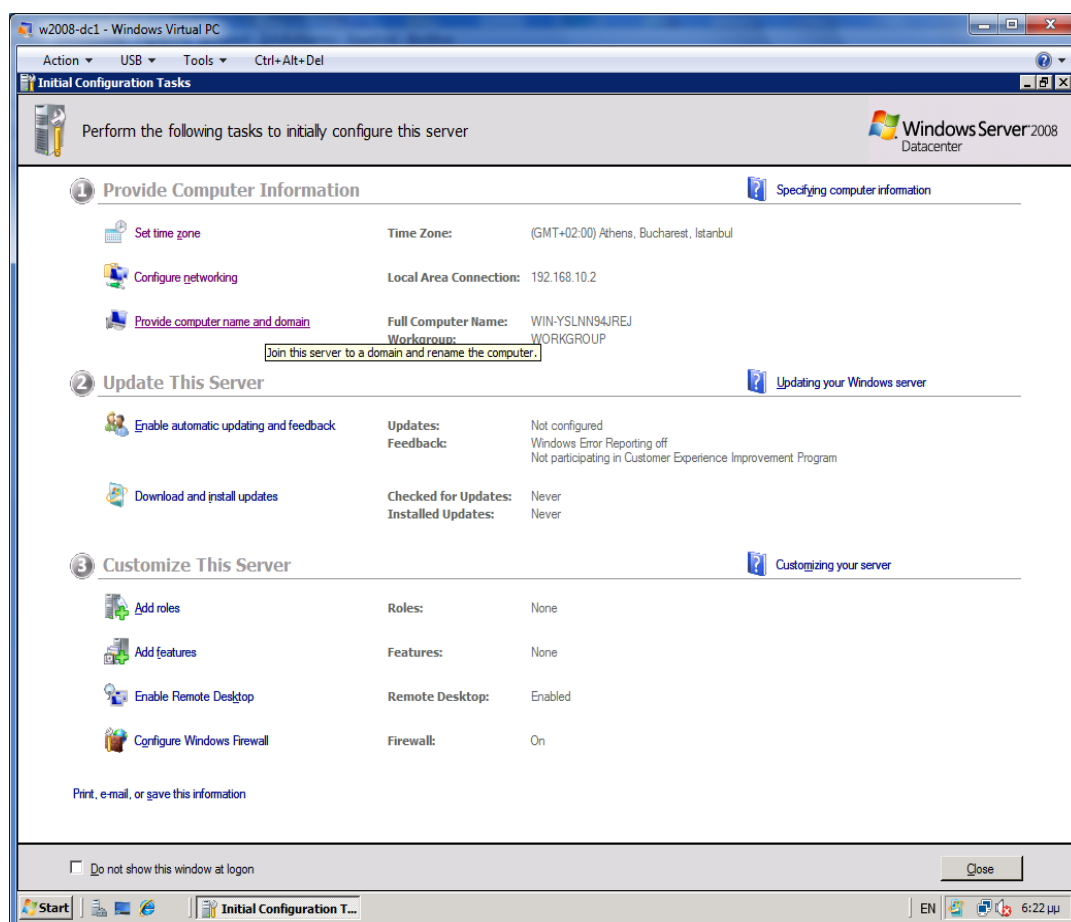 w2008-dc1 - Windows Virtual PC
Action USB Tools Ctrl+Alt+Del
Initial Configuration Tasks
Perform the following tasks to initially configure this server
Windows Server 2008
Datacenter
1 Provide Computer Information
Specifying computer information
Set time zone Time Zone: (GMT+02:00) Athens, Bucharest, Istanbul
Configure networking Local Area Connection: 192.168.10.2
Provide computer name and domain Full Computer Name: WIN-YSLNN94JREJ
Workgroup: WORKGROUP
Join this server to a domain and rename the computer.
2 Update This Server
Updating your Windows server
Enable automatic updating and feedback Updates: Not configured
Feedback: Windows Error Reporting off
Not participating in Customer Experience Improvement Program
Download and install updates Checked for Updates: Never
Installed Updates: Never
3 Customize This Server
Customizing your server
Add roles Roles: None
Add features Features: None
Enable Remote Desktop Remote Desktop: Enabled
Configure Windows Firewall Firewall: On
Print, e-mail, or save this information
Do not show this window at logon
Close
Start Initial Configuration T... EN 6:22 μμ